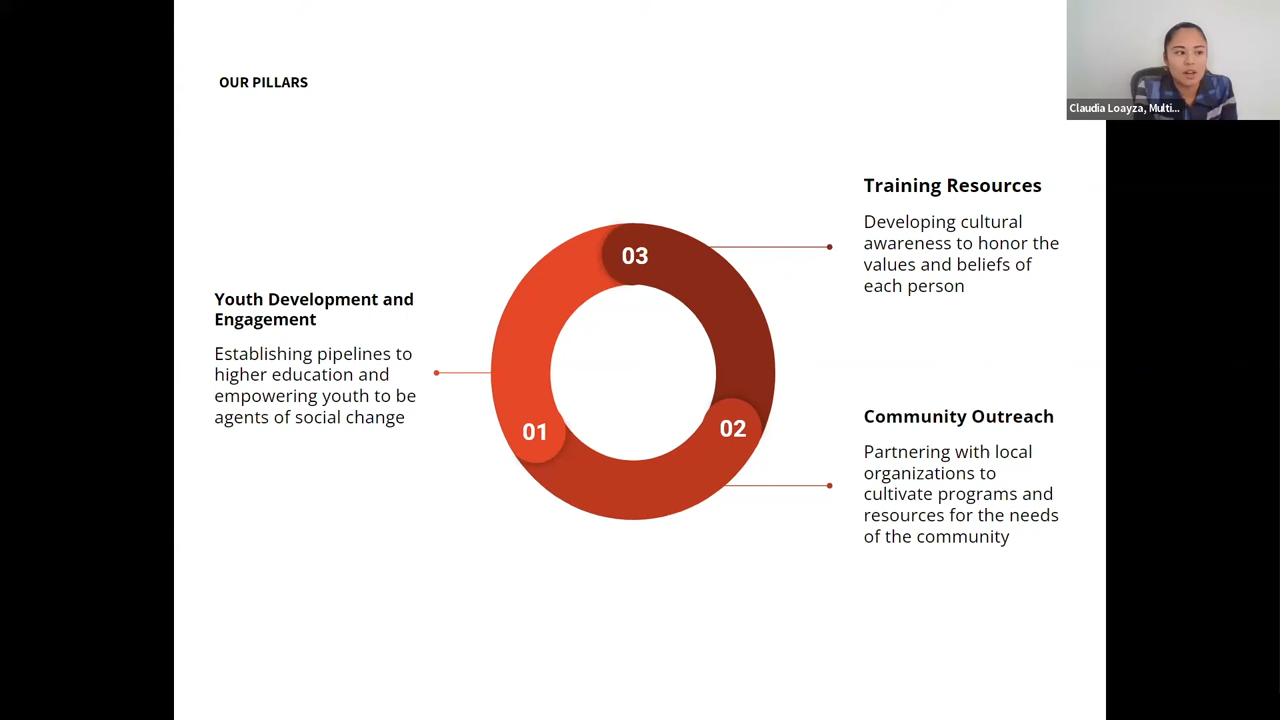 OUR PILLARS
Claudia Loayza, Multi...
Youth Development and
Engagement
Establishing pipelines to
higher education and
empowering youth to be
agents of social change
01
02
03
Training Resources
Developing cultural
awareness to honor the
values and beliefs of
each person
Community Outreach
Partnering with local
organizations to
cultivate programs and
resources for the needs
of the community